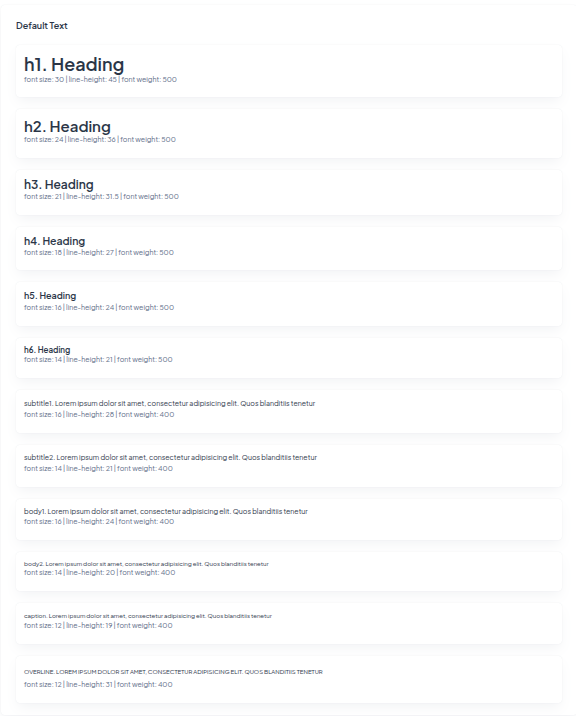 Default Text
h1. Heading
font size: 30 | line-height: 45 | font weight: 500
h2. Heading
font size: 24 | line-height: 36 | font weight: 500
h3. Heading
font size: 21 | line-height: 31.5 | font weight: 500
h4. Heading
font size: 18 | line-height: 27 | font weight: 500
h5. Heading
font size: 16 | line-height: 24 | font weight: 500
h6. Heading
font size: 14 | line-height: 21 | font weight: 500
subtitle1. Lorem ipsum dolor sit amet, consectetur adipisicing elit. Quos blanditiis tenetur
font size: 16 | line-height: 28 | font weight: 400
subtitle2. Lorem ipsum dolor sit amet, consectetur adipisicing elit. Quos blanditiis tenetur
font size: 14 | line-height: 21 | font weight: 400
body1. Lorem ipsum dolor sit amet, consectetur adipisicing elit. Quos blanditiis tenetur
font size: 16 | line-height: 24 | font weight: 400
body2. Lorem ipsum dolor sit amet, consectetur adipisicing elit. Quos blanditiis tenetur
font size: 14 | line-height: 20 | font weight: 400
caption. Lorem ipsum dolor sit amet, consectetur adipisicing elit. Quos blanditiis tenetur
font size: 12 | line-height: 19 | font weight: 400
OVERLINE. LOREM IPSUM DOLOR SIT AMET, CONSECTETUR ADIPISICING ELIT. QUOS BLANDITIIS TENETUR
font size: 12 | line-height: 31 | font weight: 400